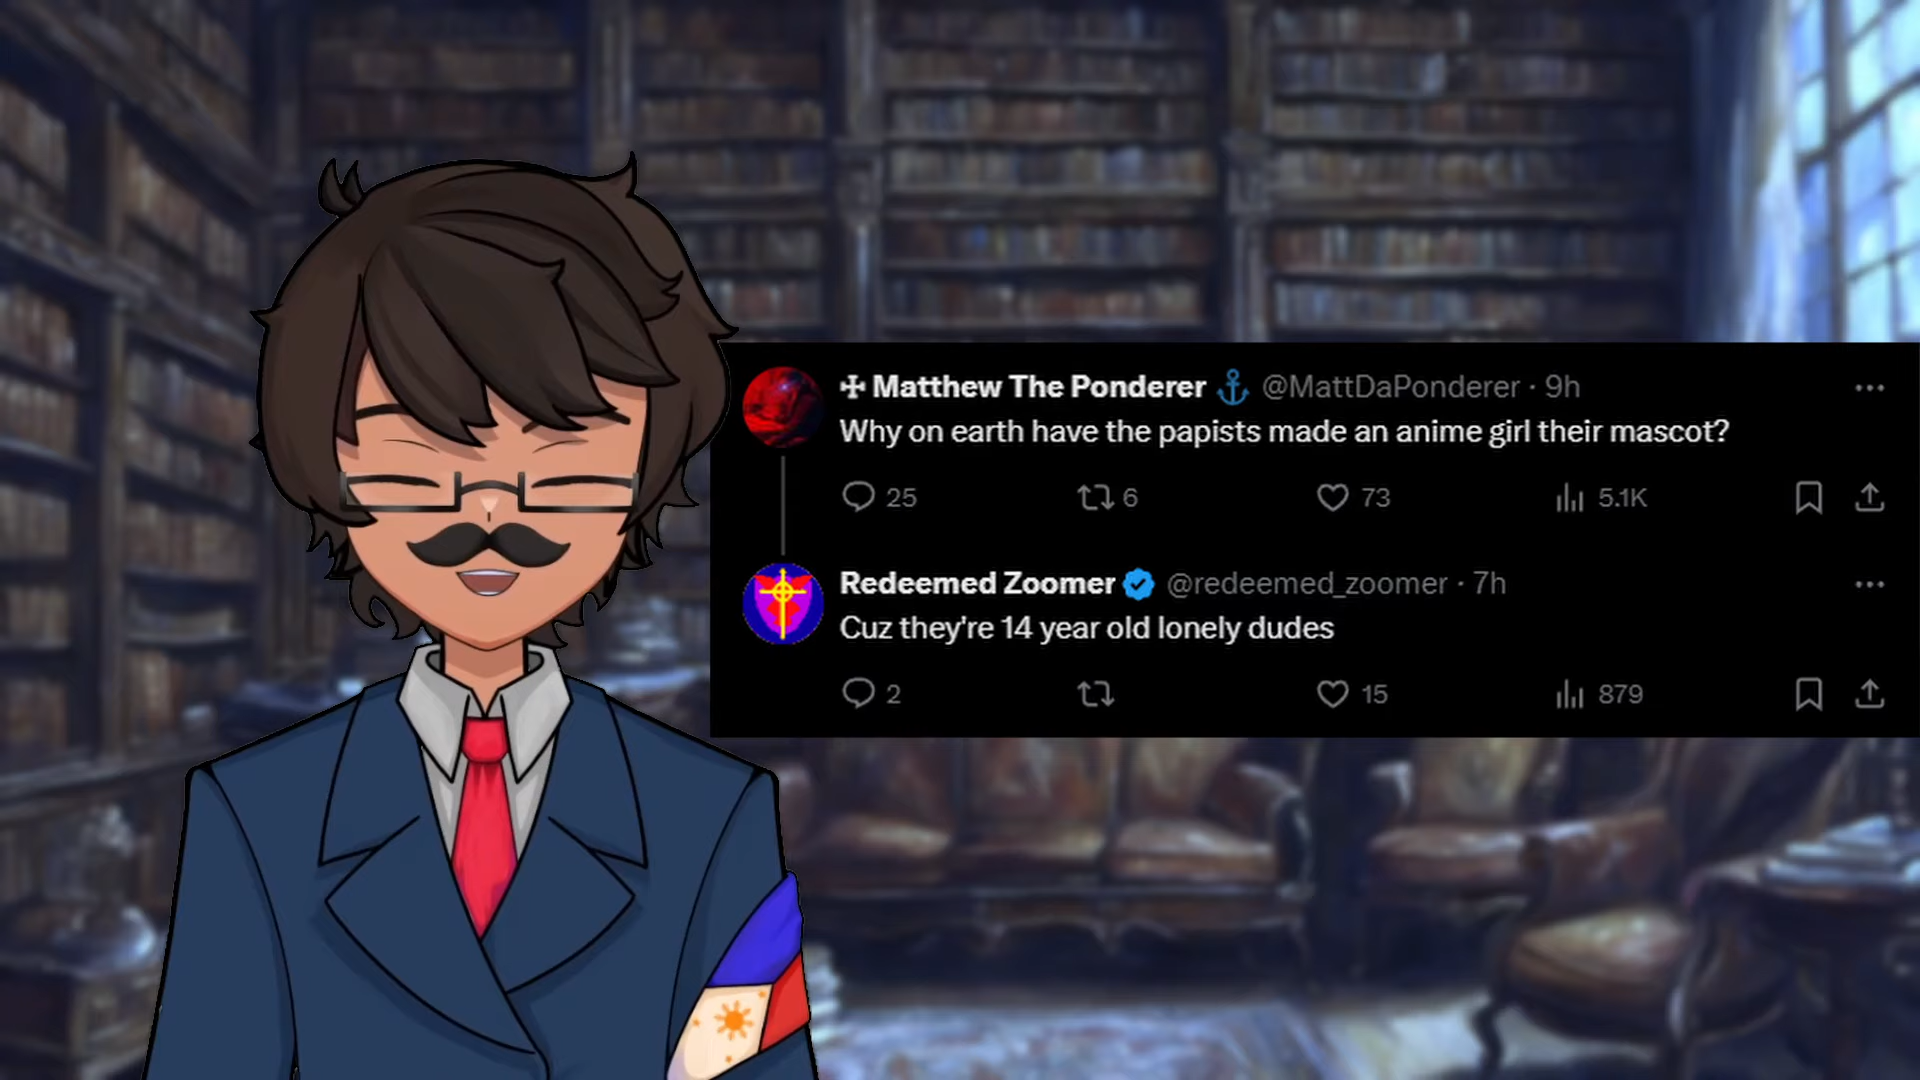 Matthew The Ponderer @MattDaPonderer · 9h
Why on earth have the papists made an anime girl their mascot?
25 6 73 5.1K
Redeemed Zoomer @redeemed_zoomer · 7h
Cuz they're 14 year old lonely dudes
2 15 879